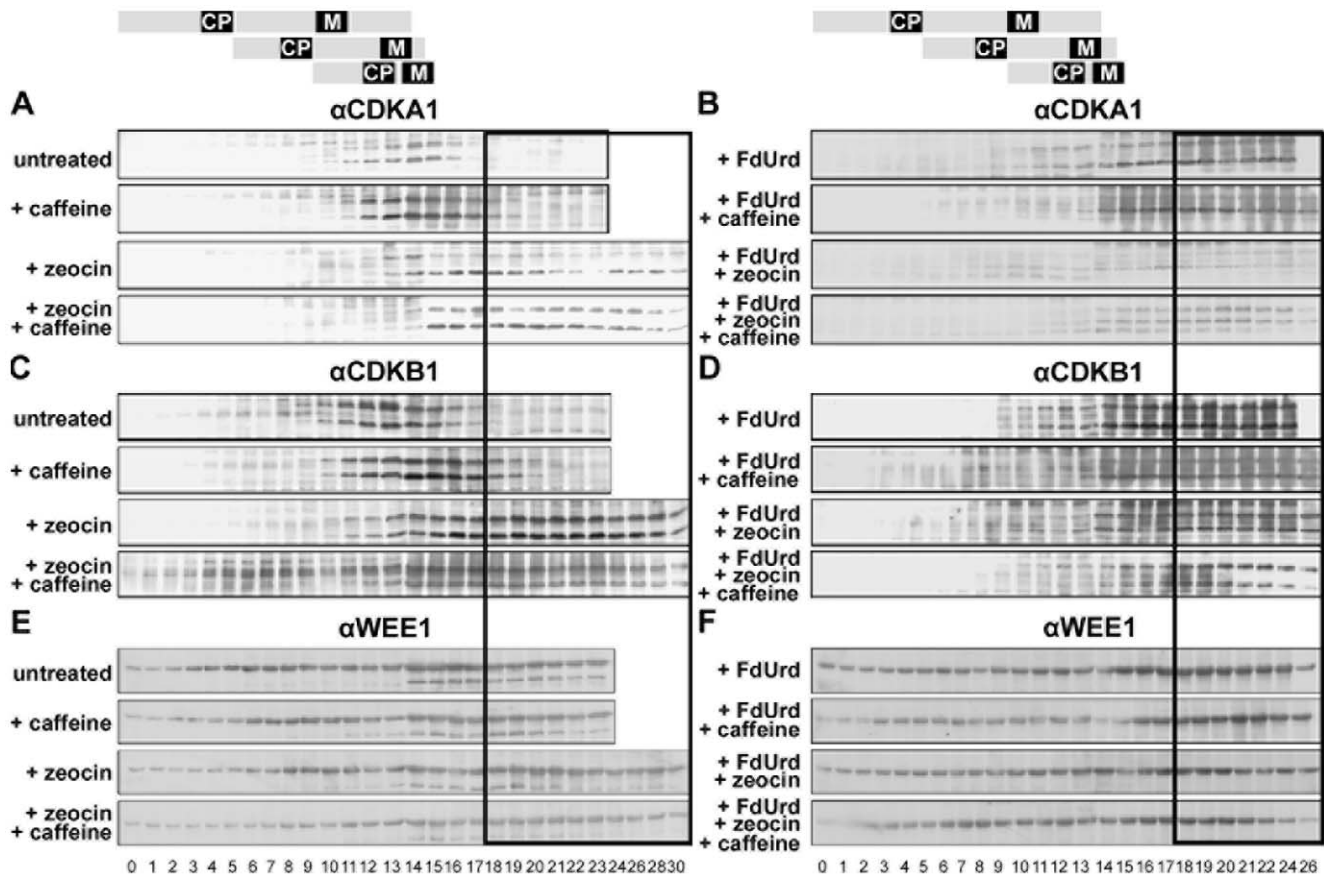 CP M CP M
CP M CP M
CP M CP M
A αCDKA1 B αCDKA1
untreated + FdUrd
+ caffeine + FdUrd
+ caffeine
+ zeocin + FdUrd
+ zeocin
+ zeocin
+ caffeine + FdUrd
+ zeocin
+ caffeine
C αCDKB1 D αCDKB1
untreated + FdUrd
+ caffeine + FdUrd
+ caffeine
+ zeocin + FdUrd
+ zeocin
+ zeocin
+ caffeine + FdUrd
+ zeocin
+ caffeine
E αWEE1 F αWEE1
untreated + FdUrd
+ caffeine + FdUrd
+ caffeine
+ zeocin + FdUrd
+ zeocin
+ zeocin
+ caffeine + FdUrd
+ zeocin
+ caffeine
0 1 2 3 4 5 6 7 8 9 10 11 12 13 14 15 16 17 18 19 20 21 22 23 24 26 28 30 0 1 2 3 4 5 6 7 8 9 10 11 12 13 14 15 16 17 18 19 20 21 22 24 26